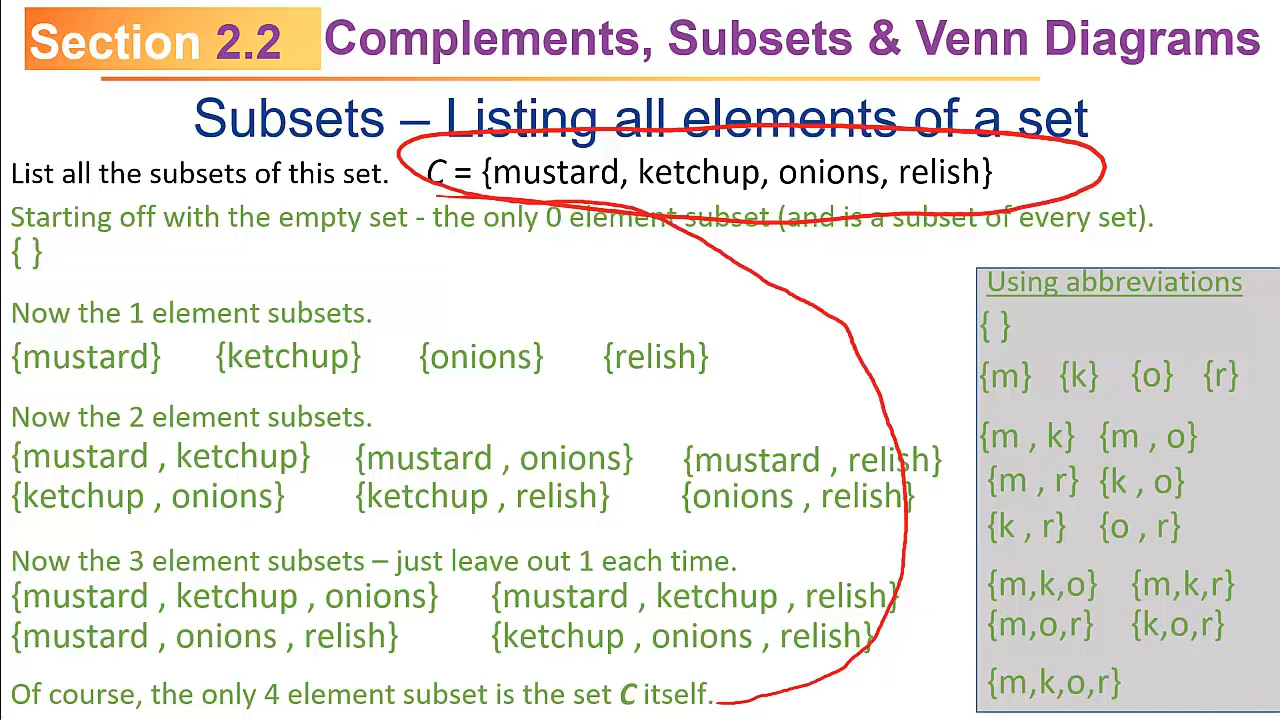 Section 2.2 Complements, Subsets & Venn Diagrams
Subsets – Listing all elements of a set
List all the subsets of this set. C = {mustard, ketchup, onions, relish}
Starting off with the empty set - the only 0 element subset (and is a subset of every set).
{ }
Now the 1 element subsets.
{mustard} {ketchup} {onions} {relish}
Now the 2 element subsets.
{mustard , ketchup} {mustard , onions} {mustard , relish}
{ketchup , onions} {ketchup , relish} {onions , relish}
Now the 3 element subsets – just leave out 1 each time.
{mustard , ketchup , onions} {mustard , ketchup , relish}
{mustard , onions , relish} {ketchup , onions , relish}
Of course, the only 4 element subset is the set C itself.
Using abbreviations
{ }
{m} {k} {o} {r}
{m , k} {m , o}
{m , r} {k , o}
{k , r} {o , r}
{m,k,o} {m,k,r}
{m,o,r} {k,o,r}
{m,k,o,r}